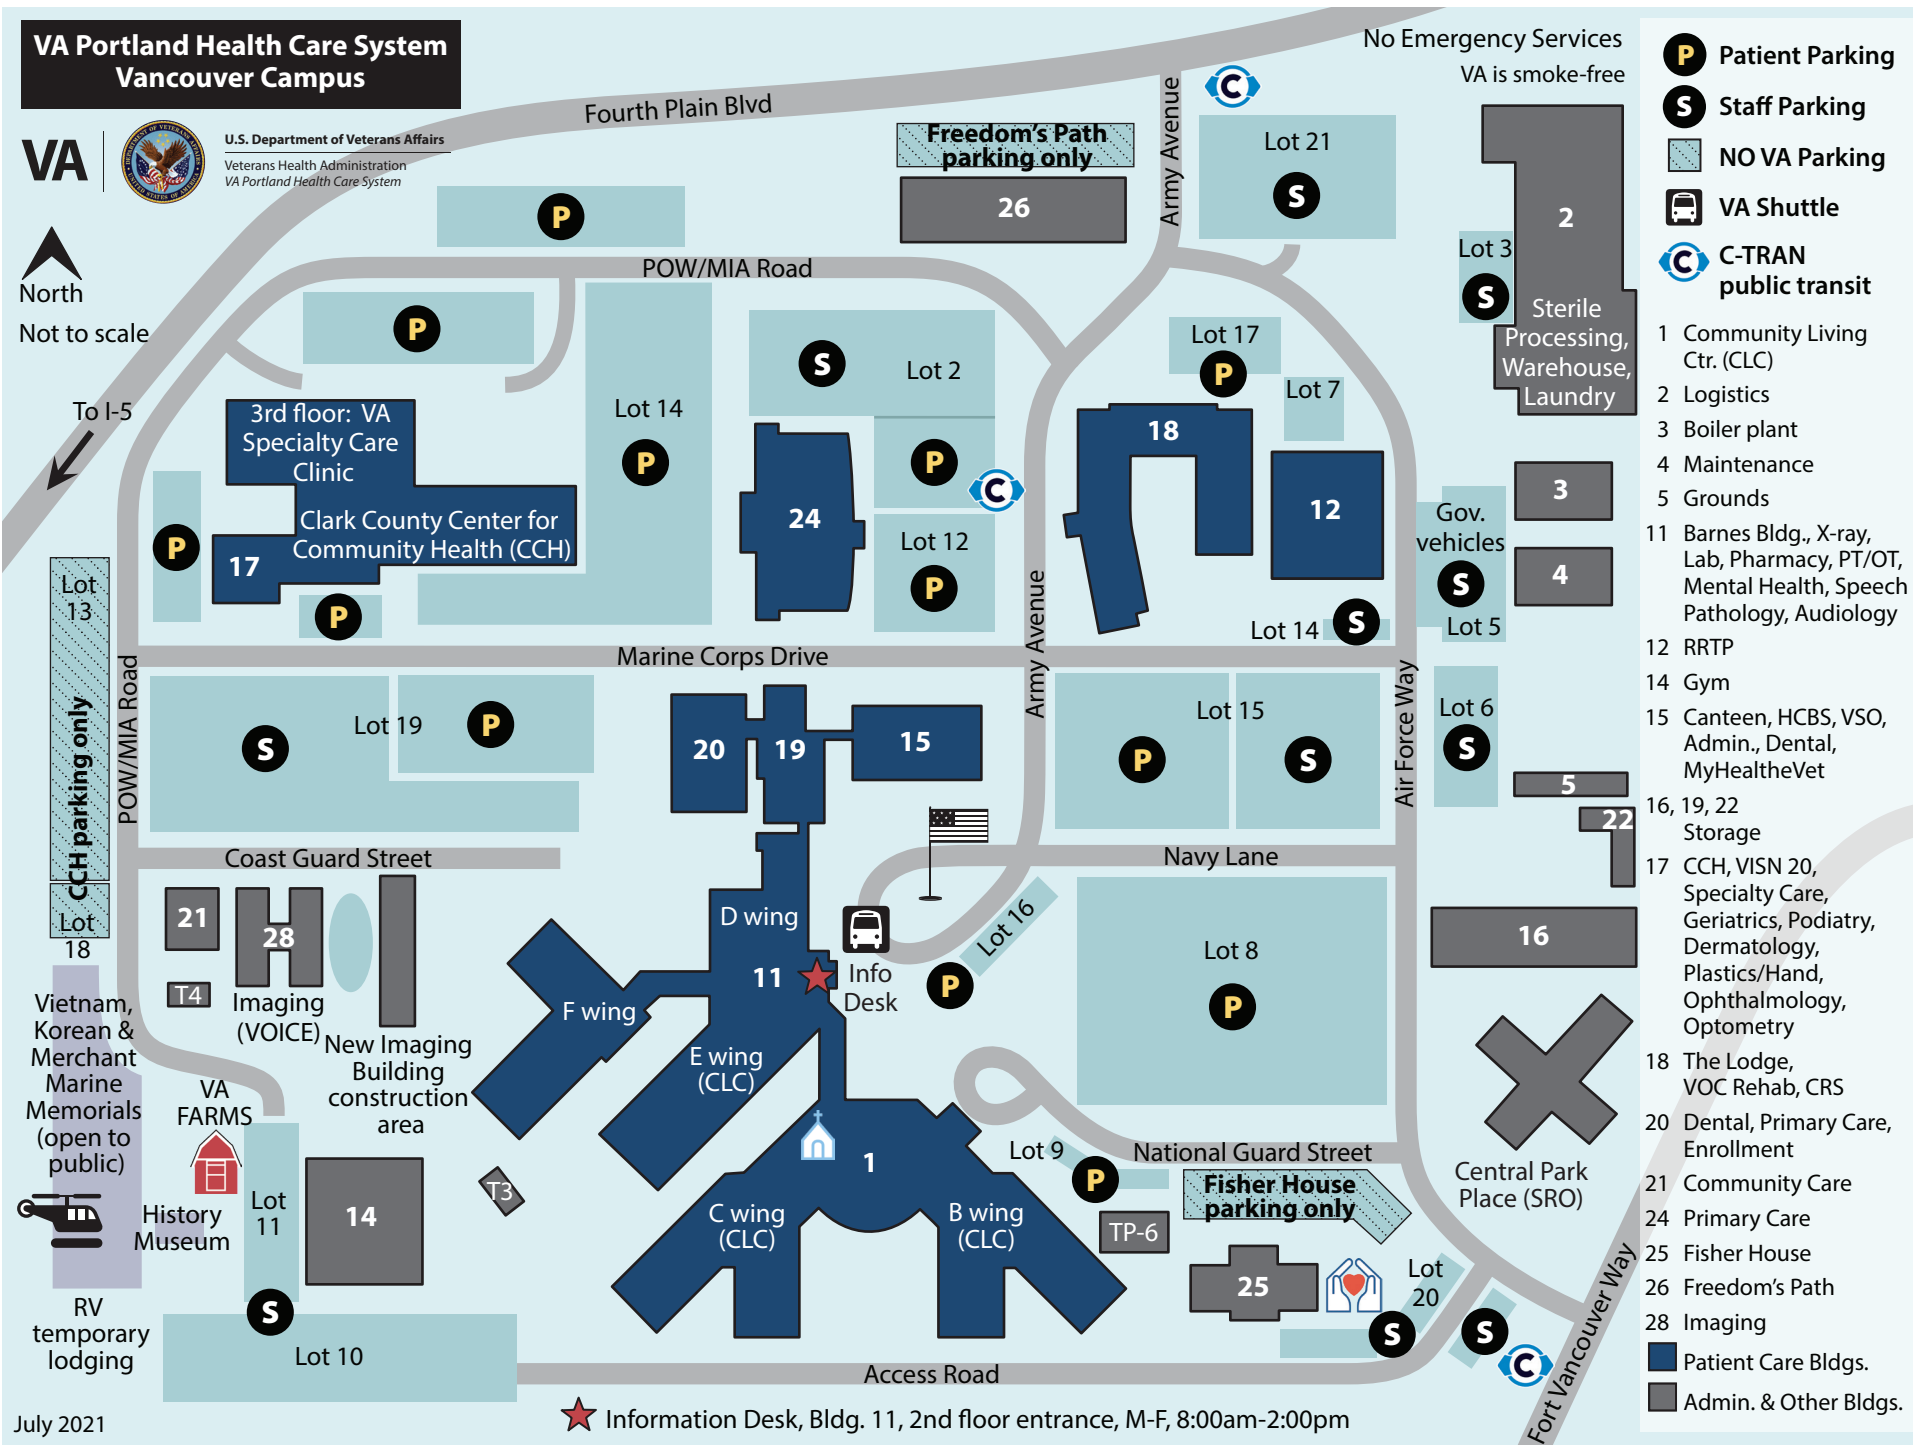 VA Portland Health Care System
Vancouver Campus
VA
U.S. Department of Veterans Affairs
Veterans Health Administration
VA Portland Health Care System
North
Not to scale
To I-5
Fourth Plain Blvd
No Emergency Services
VA is smoke-free
Army Avenue
C
Freedom's Path
parking only
26
Lot 21
S
P
POW/MIA Road
P
Lot 3
S
2
Sterile
Processing,
Warehouse,
Laundry
3rd floor: VA
Specialty Care
Clinic
Clark County Center for
Community Health (CCH)
17
P
P
Lot 14
P
S
Lot 2
P
C
24
Lot 12
P
Lot 17
P
Lot 7
18
12
Gov.
vehicles
S
Lot 5
3
4
Lot 14
S
Army Avenue
Marine Corps Drive
Lot
13
CCH parking only
Lot
18
POW/MIA Road
S
Lot 19
P
20
19
15
Lot 15
P
S
Air Force Way
Lot 6
S
5
22
Coast Guard Street
Navy Lane
21
28
T4
Imaging
(VOICE)
New Imaging
Building
construction
area
D wing
11
Info
Desk
F wing
E wing
(CLC)
Lot 16
P
Lot 8
P
16
Vietnam,
Korean &
Merchant
Marine
Memorials
(open to
public)
VA
FARMS
History
Museum
RV
temporary
lodging
Lot
11
S
14
T3
Lot 10
1
C wing
(CLC)
B wing
(CLC)
Lot 9
P
National Guard Street
Fisher House
parking only
TP-6
25
Lot
20
S
S
C
Central Park
Place (SRO)
Fort Vancouver Way
Access Road
Information Desk, Bldg. 11, 2nd floor entrance, M-F, 8:00am-2:00pm
July 2021
P Patient Parking
S Staff Parking
NO VA Parking
VA Shuttle
C C-TRAN
public transit
1 Community Living
Ctr. (CLC)
2 Logistics
3 Boiler plant
4 Maintenance
5 Grounds
11 Barnes Bldg., X-ray,
Lab, Pharmacy, PT/OT,
Mental Health, Speech
Pathology, Audiology
12 RRTP
14 Gym
15 Canteen, HCBS, VSO,
Admin., Dental,
MyHealtheVet
16, 19, 22
Storage
17 CCH, VISN 20,
Specialty Care,
Geriatrics, Podiatry,
Dermatology,
Plastics/Hand,
Ophthalmology,
Optometry
18 The Lodge,
VOC Rehab, CRS
20 Dental, Primary Care,
Enrollment
21 Community Care
24 Primary Care
25 Fisher House
26 Freedom's Path
28 Imaging
Patient Care Bldgs.
Admin. & Other Bldgs.